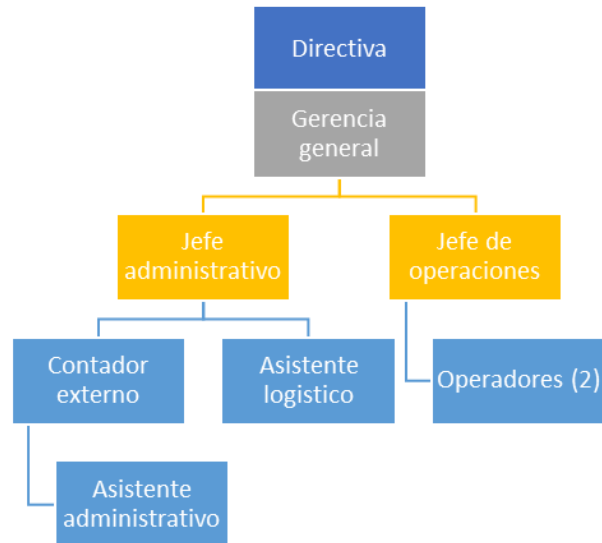 Directiva
Gerencia
general
Jefe
administrativo
Jefe de
operaciones
Contador
externo
Asistente
logistico
Operadores (2)
Asistente
administrativo